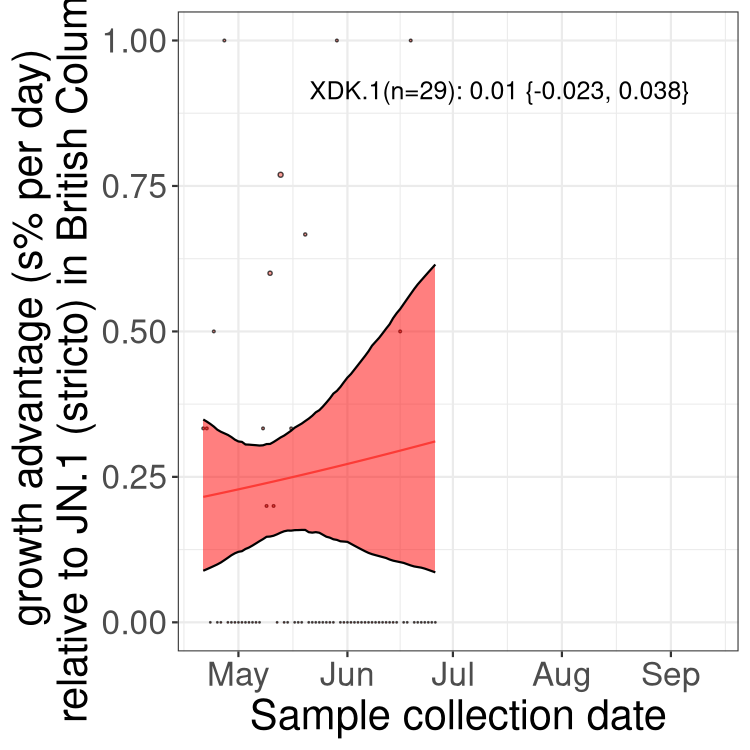 growth advantage (s% per day)
relative to JN.1 (stricto) in British Colum
1.00
0.75
0.50
0.25
0.00
XDK.1(n=29): 0.01 {-0.023, 0.038}
May Jun Jul Aug Sep
Sample collection date